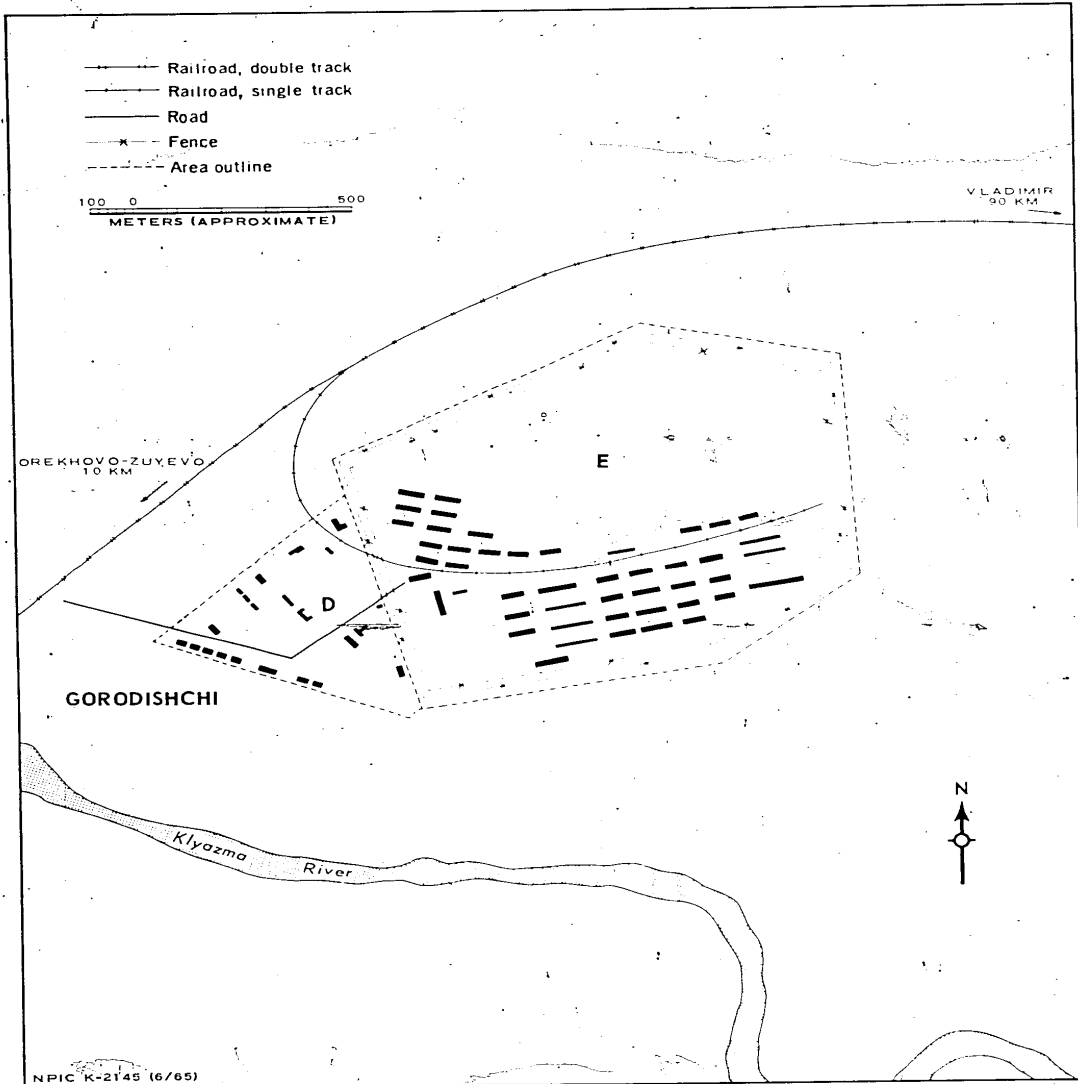 Railroad, double track
Railroad, single track
Road
Fence
Area outline
100 0 500
METERS (APPROXIMATE)
VLADIMIR
90 KM
OREKHOVO-ZUYEVO
10 KM
E
D
GORODISHCHI
N
Klyazma River
NPIC K-2145 (6/65)